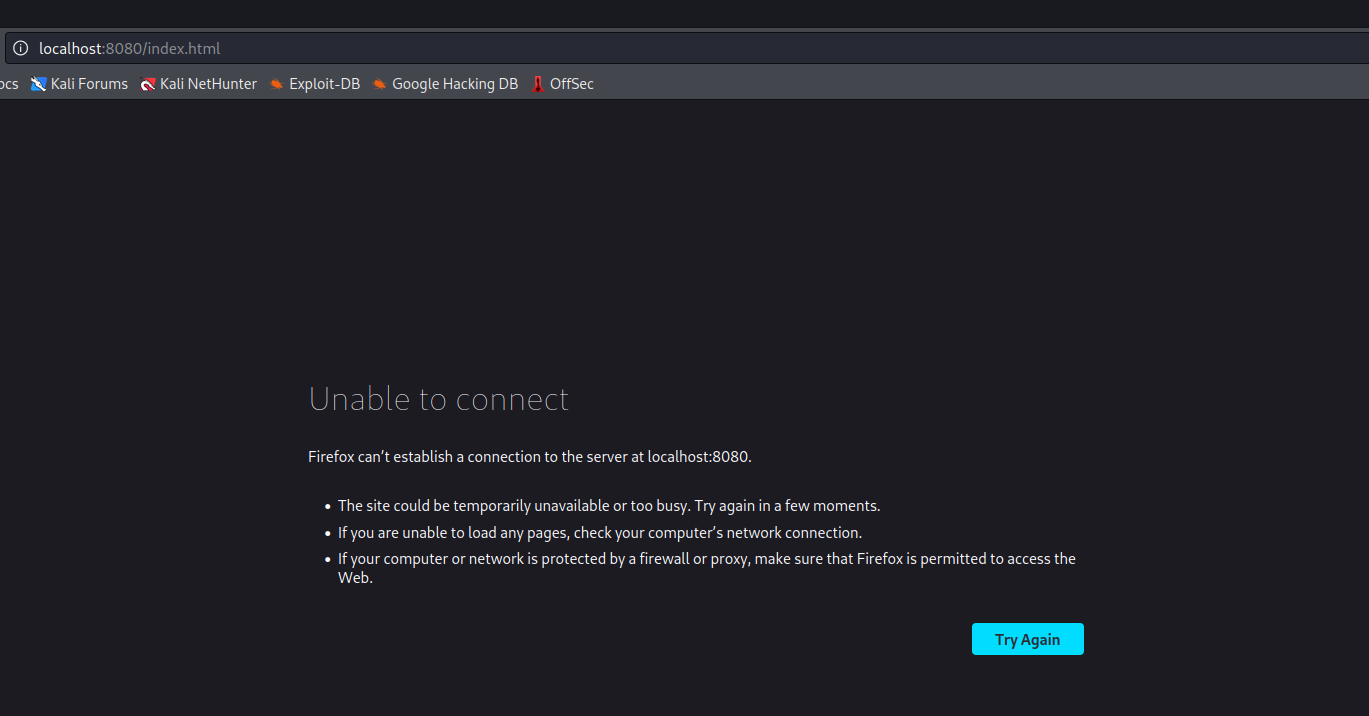 localhost:8080/index.html
ocs Kali Forums Kali NetHunter Exploit-DB Google Hacking DB OffSec
Unable to connect
Firefox can’t establish a connection to the server at localhost:8080.
• The site could be temporarily unavailable or too busy. Try again in a few moments.
• If you are unable to load any pages, check your computer’s network connection.
• If your computer or network is protected by a firewall or proxy, make sure that Firefox is permitted to access the
Web.
Try Again